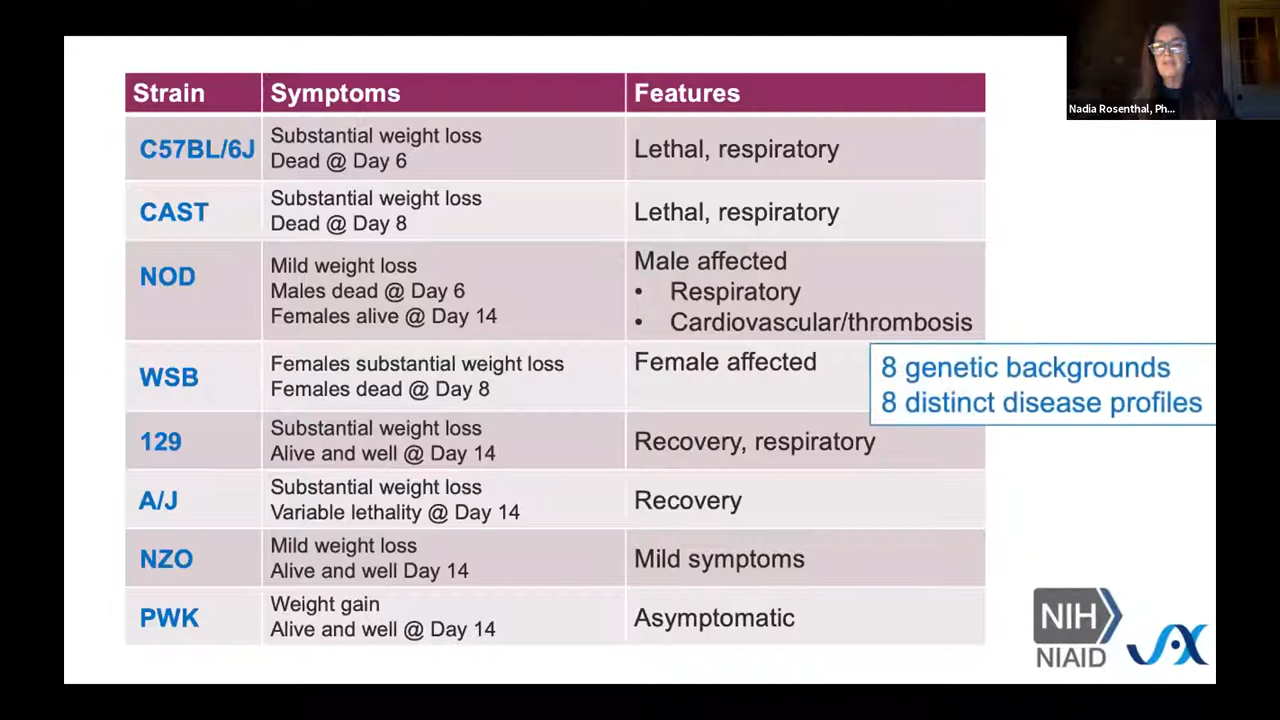 Nadia Rosenthal, Ph...
Strain Symptoms Features
C57BL/6J
Substantial weight loss
Dead @ Day 6
Lethal, respiratory
CAST
Substantial weight loss
Dead @ Day 8
Lethal, respiratory
NOD
Mild weight loss
Males dead @ Day 6
Females alive @ Day 14
Male affected
• Respiratory
• Cardiovascular/thrombosis
WSB
Females substantial weight loss
Females dead @ Day 8
Female affected
8 genetic backgrounds
8 distinct disease profiles
129
Substantial weight loss
Alive and well @ Day 14
Recovery, respiratory
A/J
Substantial weight loss
Variable lethality @ Day 14
Recovery
NZO
Mild weight loss
Alive and well Day 14
Mild symptoms
PWK
Weight gain
Alive and well @ Day 14
Asymptomatic
NIH
NIAID
JAX